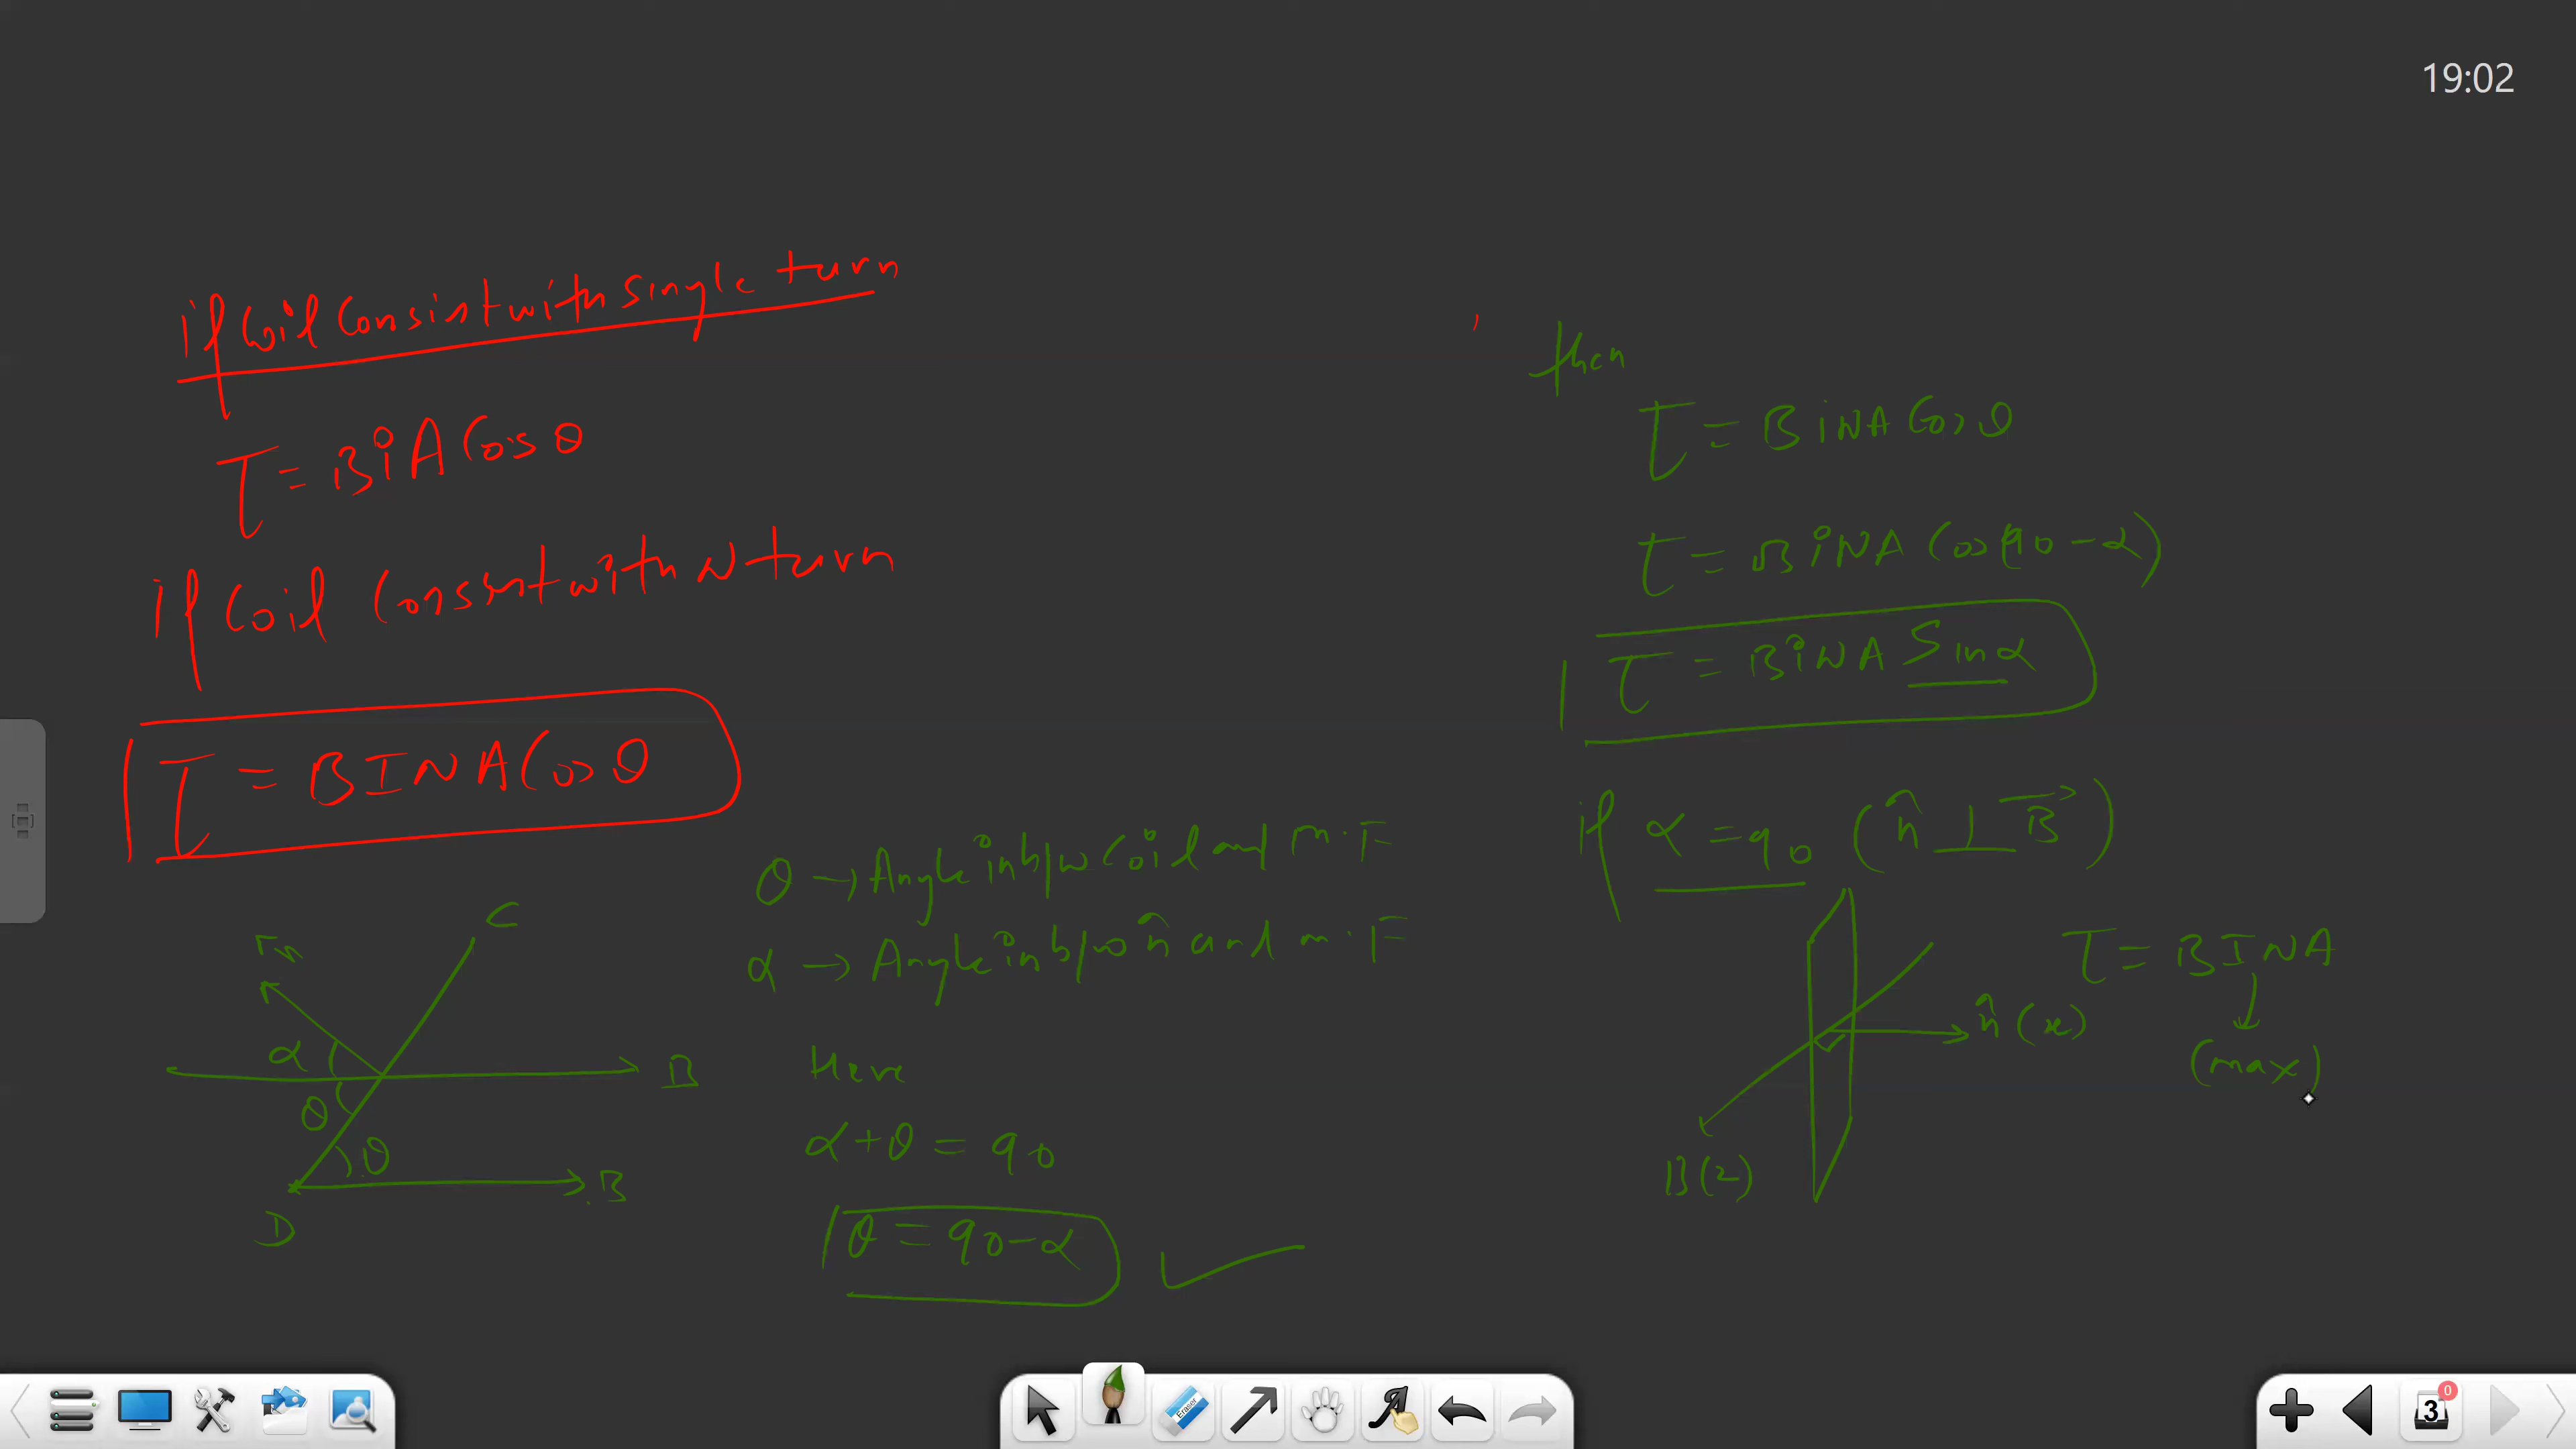 19:02
if coil consist with single turn
τ = BiA Cos θ
if coil consist with N turn
τ = BINA Cos θ
θ → Angle in b/w coil and m.F
α → Angle in b/w n̂ and m.F
C
α
B
θ
θ
B
D
Here
α + θ = 90
θ = 90 - α
then
τ = BiNA Cos θ
τ = BiNA Cos(90 - α)
τ = BiNA Sin α
if α = 90 (n̂ ⊥ B⃗)
τ = BINA
n̂ (x)
(max)
B (z)
Eraser
A
3
0